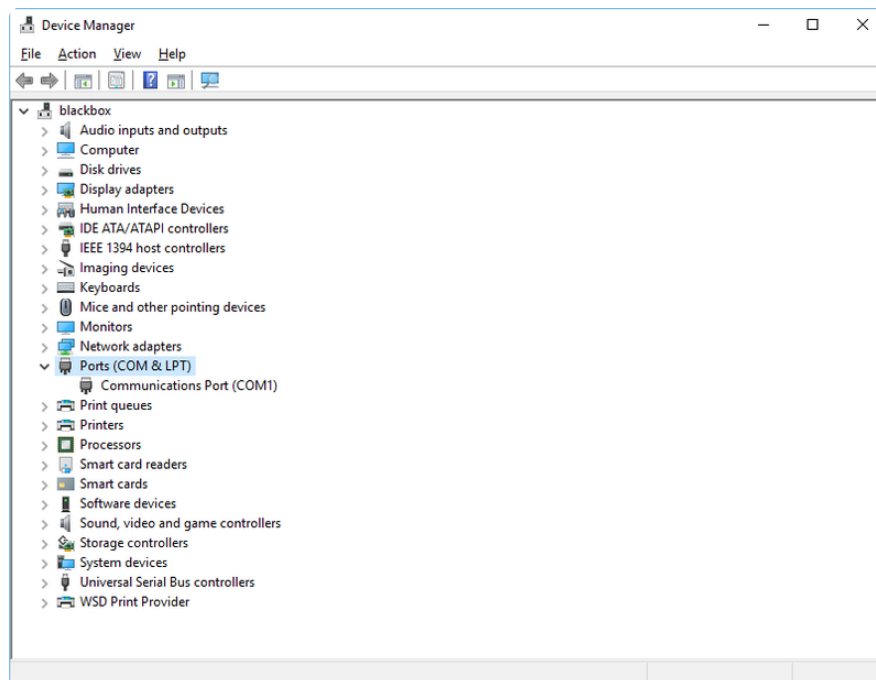 Device Manager
File Action View Help
blackbox
Audio inputs and outputs
Computer
Disk drives
Display adapters
Human Interface Devices
IDE ATA/ATAPI controllers
IEEE 1394 host controllers
Imaging devices
Keyboards
Mice and other pointing devices
Monitors
Network adapters
Ports (COM & LPT)
Communications Port (COM1)
Print queues
Printers
Processors
Smart card readers
Smart cards
Software devices
Sound, video and game controllers
Storage controllers
System devices
Universal Serial Bus controllers
WSD Print Provider